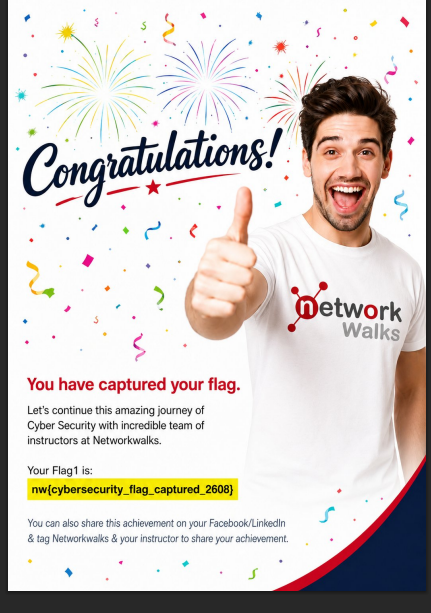 Congratulations!
network
Walks
You have captured your flag.
Let's continue this amazing journey of
Cyber Security with incredible team of
instructors at Networkwalks.
Your Flag1 is:
nw{cybersecurity_flag_captured_2608}
You can also share this achievement on your Facebook/LinkedIn
& tag Networkwalks & your instructor to share your achievement.